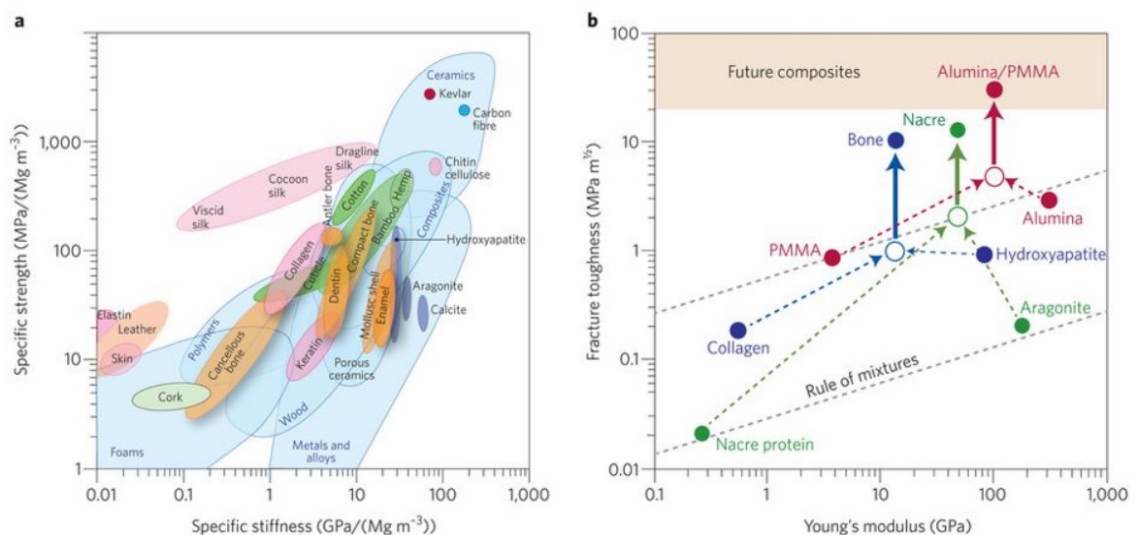 a
Specific strength (MPa/(Mg m⁻³))
1,000
100
10
1
0.01
0.1
1
10
100
1,000
Specific stiffness (GPa/(Mg m⁻³))
Ceramics
Kevlar
Carbon
fibre
Dragline
silk
Cocoon
silk
Viscid
silk
Chitin
cellulose
Antler bone
Cotton
Hemp
Bamboo
Compact bone
Composites
Hydroxyapatite
Collagen
Cuticle
Dentin
Mollusc shell
Enamel
Aragonite
Calcite
Elastin
Leather
Skin
Polymers
Cancellous
bone
Keratin
Porous
ceramics
Cork
Wood
Foams
Metals and
alloys
b
Fracture toughness (MPa m½)
100
10
1
0.1
0.01
0.1
1
10
100
1,000
Young's modulus (GPa)
Future composites
Alumina/PMMA
Nacre
Bone
Alumina
PMMA
Hydroxyapatite
Aragonite
Collagen
Rule of mixtures
Nacre protein